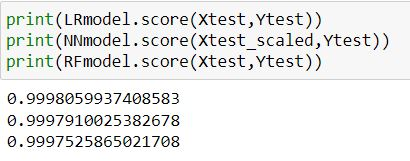 print(LRmodel.score(Xtest,Ytest))
print(NNmodel.score(Xtest_scaled,Ytest))
print(RFmodel.score(Xtest,Ytest))
0.9998059937408583
0.9997910025382678
0.9997525865021708